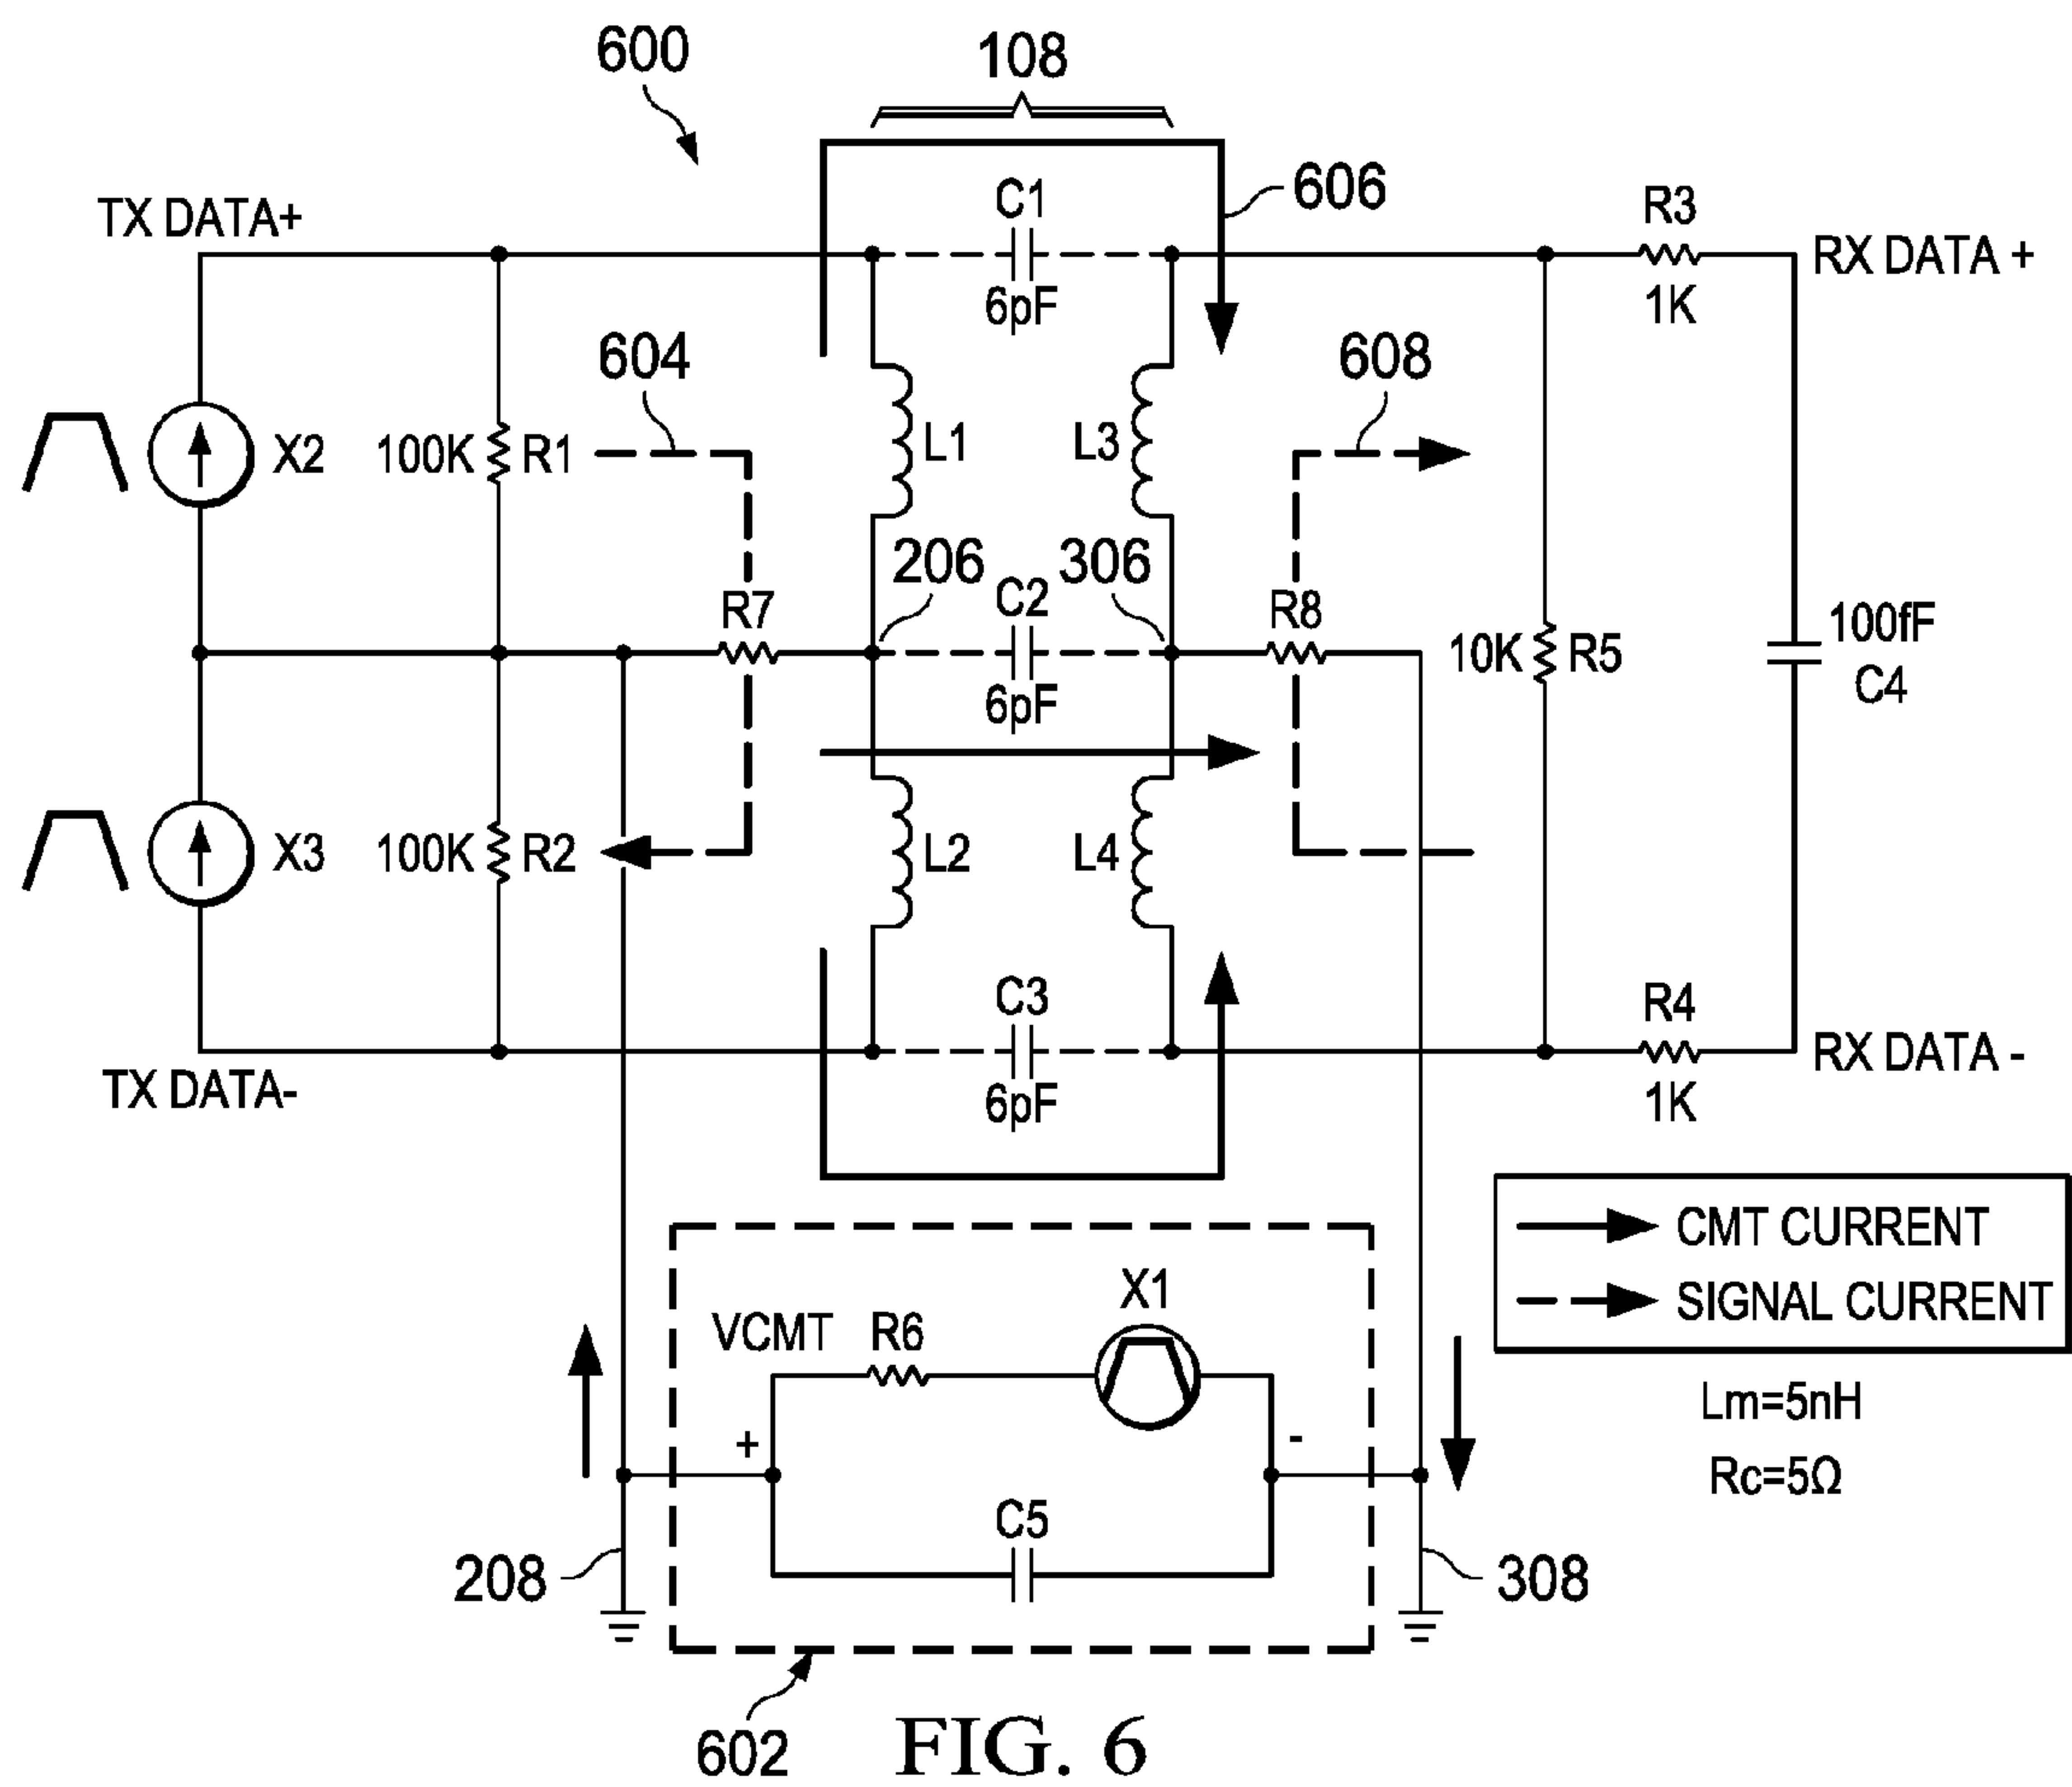 600
108
TX DATA+
C1
6pF
606
R3
1K
RX DATA +
604
608
X2
100K
R1
L1
L3
206
306
R7
C2
6pF
R8
10K
R5
100fF
C4
X3
100K
R2
L2
L4
TX DATA-
C3
6pF
R4
1K
RX DATA -
CMT CURRENT
SIGNAL CURRENT
VCMT
R6
X1
+
-
Lm=5nH
Rc=5Ω
C5
208
308
602
FIG. 6